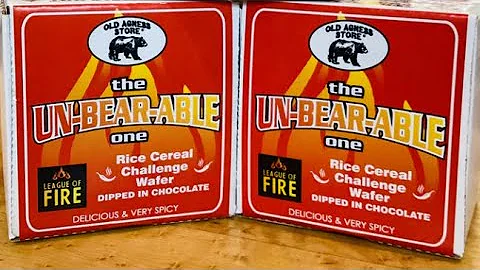 OLD AGNESS
STORE
the
UN-BEAR-ABLE
one
Rice Cereal
Challenge
Wafer
DIPPED IN CHOCOLATE
LEAGUE OF
FIRE
DELICIOUS & VERY SPICY
OLD AGNESS
STORE
the
UN-BEAR-ABLE
one
Rice Cereal
Challenge
Wafer
DIPPED IN CHOCOLATE
LEAGUE OF
FIRE
DELICIOUS & VERY SPICY